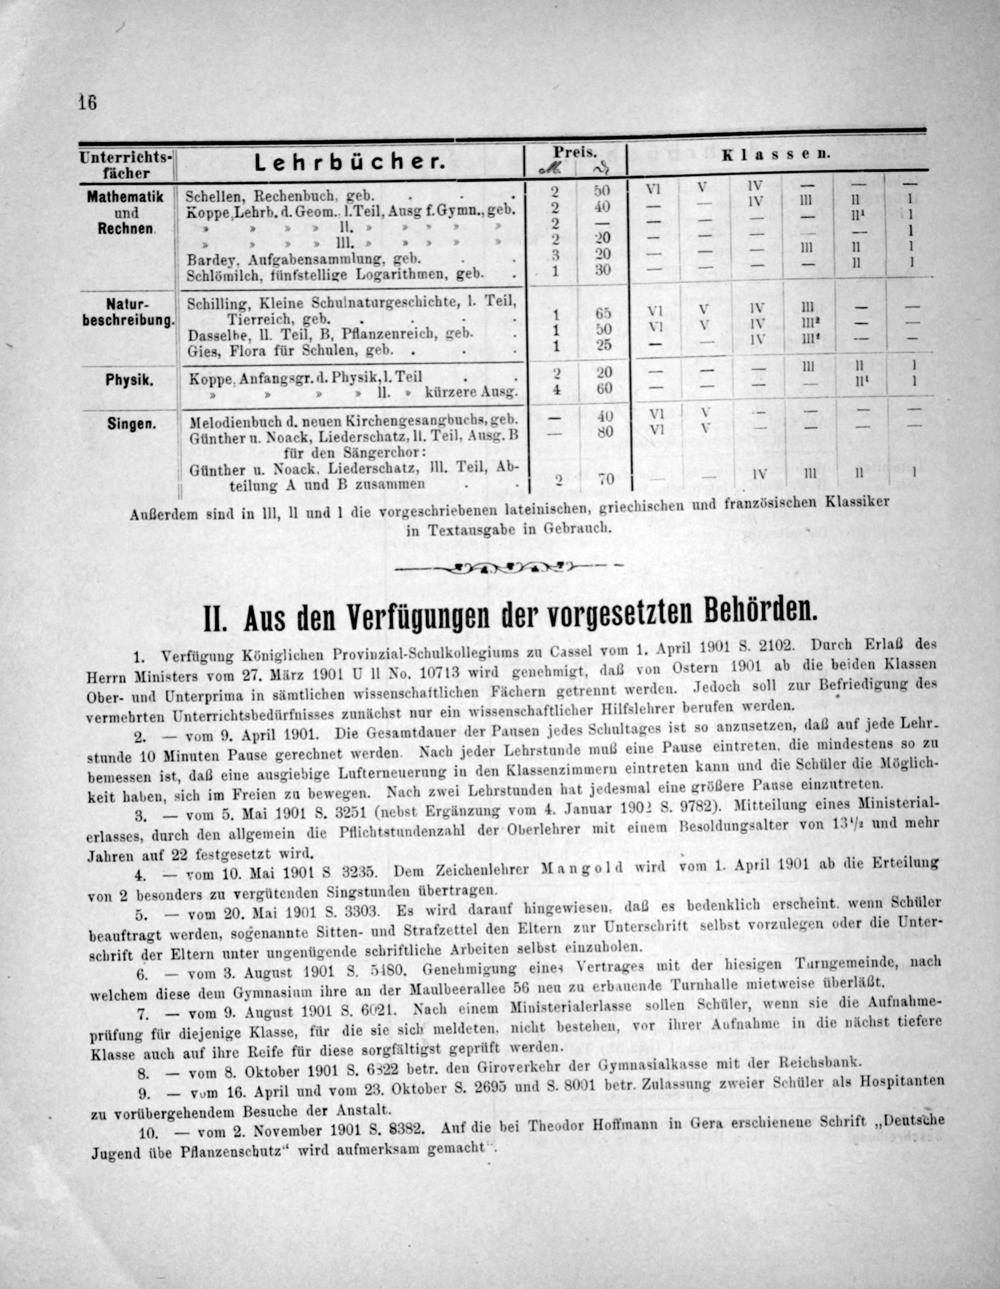 16
Unterrichts-fächer Lehrbücher. Preis. ℳ ₰ Klassen.
Mathematik Schellen, Rechenbuch, geb. . . . 2 50 VI V IV — — —
und Koppe, Lehrb. d. Geom., I. Teil, Ausg f. Gymn., geb. 2 40 — — IV III II I
Rechnen » » » » II. » » » » » 2 — — — — — II¹ I
» » » » III. » » » » » 2 20 — — — — — I
Bardey, Aufgabensammlung, geb. . . 3 20 — — — III II I
Schlömilch, fünfstellige Logarithmen, geb. . 1 30 — — — — II I
Natur- Schilling, Kleine Schulnaturgeschichte, I. Teil,
beschreibung. Tierreich, geb. . . . . 1 65 VI V IV III — —
Dasselbe, II. Teil, B, Pflanzenreich, geb. . 1 50 VI V IV III² — —
Gies, Flora für Schulen, geb. . . . 1 25 — — IV III² — —
Physik. Koppe, Anfangsgr. d. Physik, I. Teil . . 2 20 — — — III II I
» » » » II. » kürzere Ausg. 4 60 — — — — II¹ I
Singen. Melodienbuch d. neuen Kirchengesangbuchs, geb. — 40 VI V — — — —
Günther u. Noack, Liederschatz, II. Teil, Ausg. B — 80 VI V — — — —
für den Sängerchor:
Günther u. Noack, Liederschatz, III. Teil, Ab-
teilung A und B zusammen . . 2 70 — — IV III II I
Außerdem sind in III, II und I die vorgeschriebenen lateinischen, griechischen und französischen Klassiker
in Textausgabe in Gebrauch.
II. Aus den Verfügungen der vorgesetzten Behörden.
1. Verfügung Königlichen Provinzial-Schulkollegiums zu Cassel vom 1. April 1901 S. 2102. Durch Erlaß des
Herrn Ministers vom 27. März 1901 U II No. 10713 wird genehmigt, daß von Ostern 1901 ab die beiden Klassen
Ober- und Unterprima in sämtlichen wissenschaftlichen Fächern getrennt werden. Jedoch soll zur Befriedigung des
vermehrten Unterrichtsbedürfnisses zunächst nur ein wissenschaftlicher Hilfslehrer berufen werden.
2. — vom 9. April 1901. Die Gesamtdauer der Pausen jedes Schultages ist so anzusetzen, daß auf jede Lehr-
stunde 10 Minuten Pause gerechnet werden. Nach jeder Lehrstunde muß eine Pause eintreten, die mindestens so zu
bemessen ist, daß eine ausgiebige Lufterneuerung in den Klassenzimmern eintreten kann und die Schüler die Möglich-
keit haben, sich im Freien zu bewegen. Nach zwei Lehrstunden hat jedesmal eine größere Pause einzutreten.
3. — vom 5. Mai 1901 S. 3251 (nebst Ergänzung vom 4. Januar 1902 S. 9782). Mitteilung eines Ministerial-
erlasses, durch den allgemein die Pflichtstundenzahl der Oberlehrer mit einem Besoldungsalter von 13¹/₂ und mehr
Jahren auf 22 festgesetzt wird.
4. — vom 10. Mai 1901 S 3235. Dem Zeichenlehrer Mangold wird vom 1. April 1901 ab die Erteilung
von 2 besonders zu vergütenden Singstunden übertragen.
5. — vom 20. Mai 1901 S. 3303. Es wird darauf hingewiesen, daß es bedenklich erscheint, wenn Schüler
beauftragt werden, sogenannte Sitten- und Strafzettel den Eltern zur Unterschrift selbst vorzulegen oder die Unter-
schrift der Eltern unter ungenügende schriftliche Arbeiten selbst einzuholen.
6. — vom 3. August 1901 S. 5480. Genehmigung eines Vertrages mit der hiesigen Turngemeinde, nach
welchem diese dem Gymnasium ihre an der Maulbeerallee 56 neu zu erbauende Turnhalle mietweise überläßt.
7. — vom 9. August 1901 S. 6021. Nach einem Ministerialerlasse sollen Schüler, wenn sie die Aufnahme-
prüfung für diejenige Klasse, für die sie sich meldeten, nicht bestehen, vor ihrer Aufnahme in die nächst tiefere
Klasse auch auf ihre Reife für diese sorgfältigst geprüft werden.
8. — vom 8. Oktober 1901 S. 6322 betr. den Giroverkehr der Gymnasialkasse mit der Reichsbank.
9. — vom 16. April und vom 23. Oktober S. 2695 und S. 8001 betr. Zulassung zweier Schüler als Hospitanten
zu vorübergehendem Besuche der Anstalt.
10. — vom 2. November 1901 S. 8382. Auf die bei Theodor Hoffmann in Gera erschienene Schrift „Deutsche
Jugend übe Pflanzenschutz“ wird aufmerksam gemacht“.